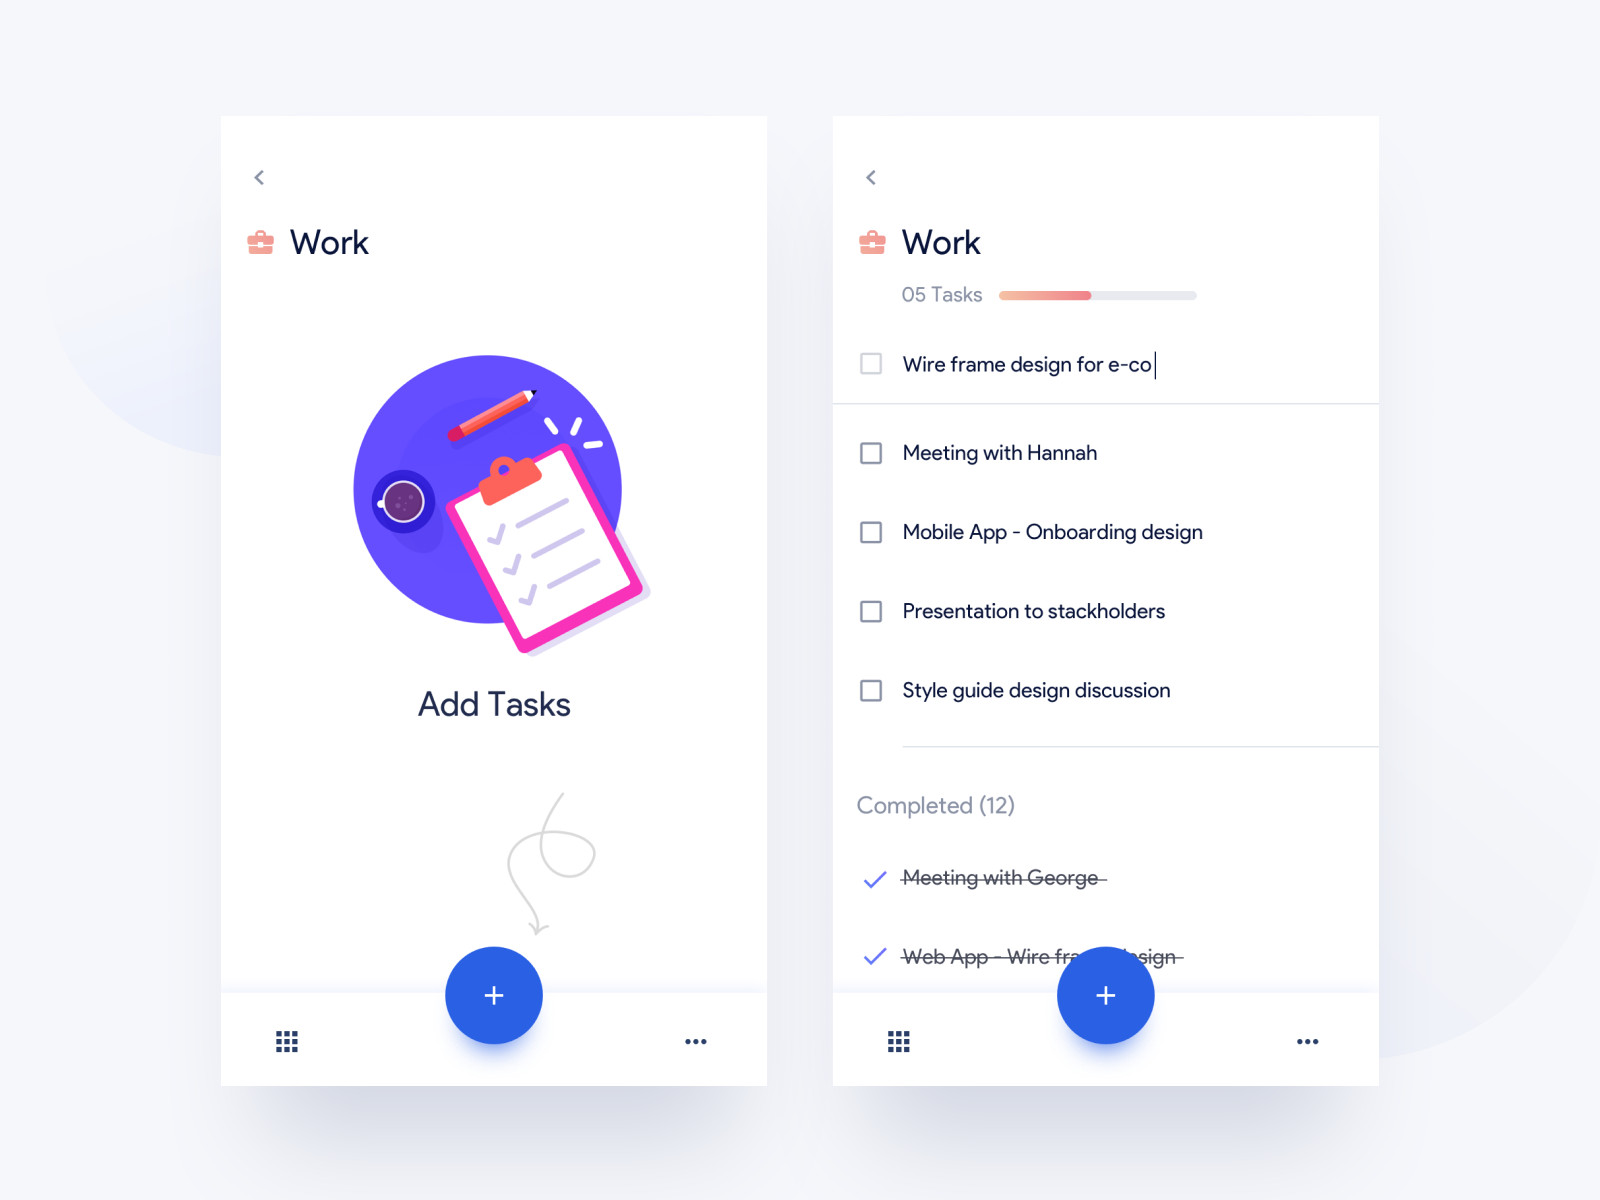 Work
Add Tasks
Work
05 Tasks
Wire frame design for e-co
Meeting with Hannah
Mobile App - Onboarding design
Presentation to stackholders
Style guide design discussion
Completed (12)
Meeting with George
Web App - Wire fra sign